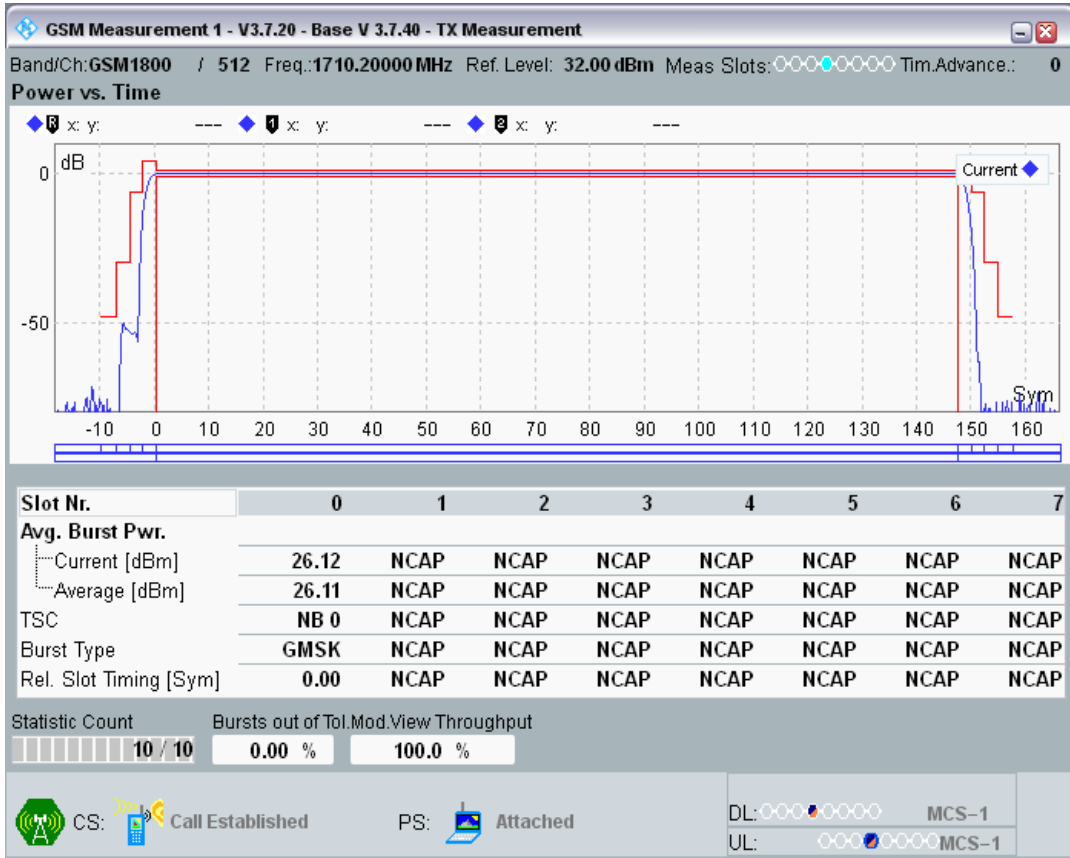 GSM Measurement 1 - V3.7.20 - Base V 3.7.40 - TX Measurement
Band/Ch:GSM1800 / 512 Freq.:1710.20000 MHz Ref. Level: 32.00 dBm Meas Slots: Tim.Advance.: 0
Power vs. Time
R x: y: --- 1 x: y: --- 2 x: y: ---
dB
0
Current
-50
Sym
-10 0 10 20 30 40 50 60 70 80 90 100 110 120 130 140 150 160
Slot Nr. 0 1 2 3 4 5 6 7
Avg. Burst Pwr.
Current [dBm] 26.12 NCAP NCAP NCAP NCAP NCAP NCAP NCAP
Average [dBm] 26.11 NCAP NCAP NCAP NCAP NCAP NCAP NCAP
TSC NB 0 NCAP NCAP NCAP NCAP NCAP NCAP NCAP
Burst Type GMSK NCAP NCAP NCAP NCAP NCAP NCAP NCAP
Rel. Slot Timing [Sym] 0.00 NCAP NCAP NCAP NCAP NCAP NCAP NCAP
Statistic Count Bursts out of Tol.Mod.View Throughput
10 / 10 0.00 % 100.0 %
CS: Call Established PS: Attached
DL: MCS-1
UL: MCS-1